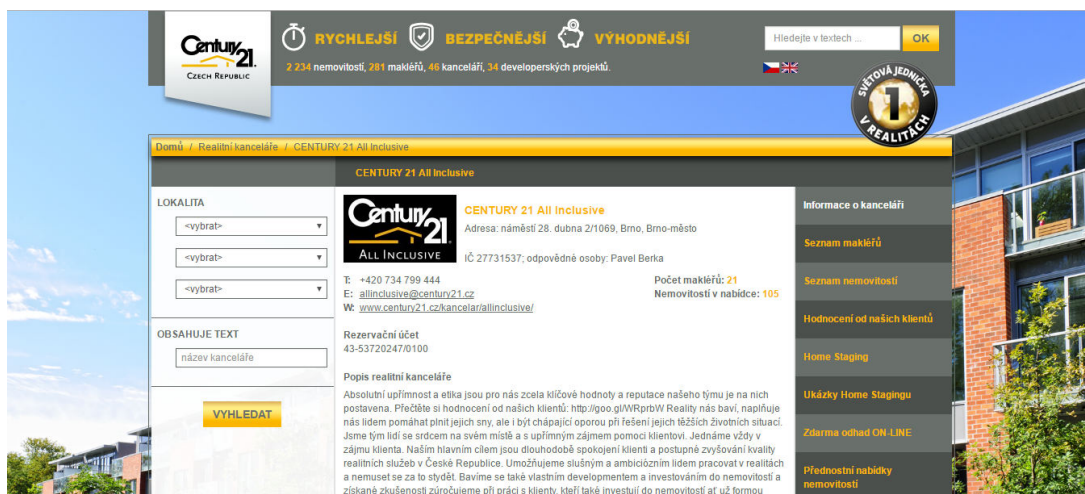 Century 21.
CZECH REPUBLIC
RYCHLEJŠÍ BEZPEČNĚJŠÍ VÝHODNĚJŠÍ
2 234 nemovitostí, 281 makléřů, 46 kanceláří, 34 developerských projektů.
Hledejte v textech ...
OK
SVĚTOVÁ JEDNIČKA
1
V REALITÁCH
Domů / Realitní kanceláře / CENTURY 21 All Inclusive
CENTURY 21 All Inclusive
LOKALITA
<vybrat>
<vybrat>
<vybrat>
OBSAHUJE TEXT
název kanceláře
VYHLEDAT
Century 21.
ALL INCLUSIVE
CENTURY 21 All Inclusive
Adresa: náměstí 28. dubna 2/1069, Brno, Brno-město
IČ 27731537; odpovědné osoby: Pavel Berka
T: +420 734 799 444
E: allinclusive@century21.cz
W: www.century21.cz/kancelar/allinclusive/
Počet makléřů: 21
Nemovitostí v nabídce: 105
Rezervační účet
43-53720247/0100
Popis realitní kanceláře
Absolutní upřímnost a etika jsou pro nás zcela klíčové hodnoty a reputace našeho týmu je na nich
postavena. Přečtěte si hodnocení od našich klientů: http://goo.gl/WRprbW Reality nás baví, naplňuje
nás lidem pomáhat plnit jejich sny, ale i být chápající oporou při řešení jejich těžších životních situací.
Jsme tým lidí se srdcem na svém místě a s upřímným zájmem pomoci klientovi. Jednáme vždy v
zájmu klienta. Naším hlavním cílem jsou dlouhodobě spokojení klienti a postupné zvyšování kvality
realitních služeb v České Republice. Umožňujeme slušným a ambiciózním lidem pracovat v realitách
a nemuset se za to stydět. Bavíme se také vlastním developmentem a investováním do nemovitostí a
získané zkušenosti zúročujeme při práci s klienty, kteří také investují do nemovitostí ať už formou
Informace o kanceláři
Seznam makléřů
Seznam nemovitostí
Hodnocení od našich klientů
Home Staging
Ukázky Home Stagingu
Zdarma odhad ON-LINE
Přednostní nabídky
nemovitostí